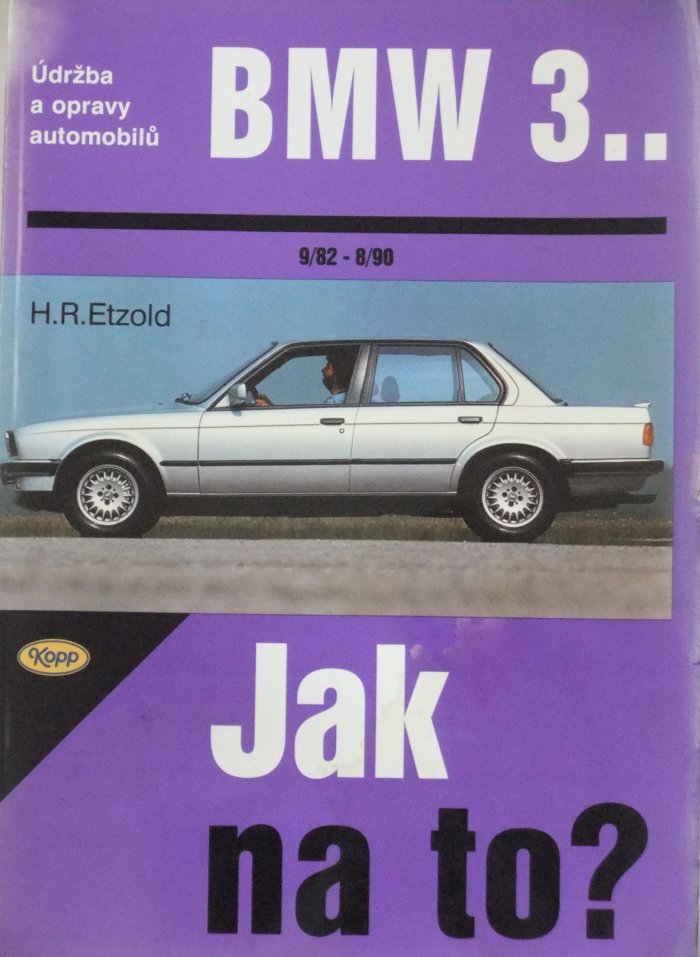 Údržba
a opravy
automobilů
BMW 3..
9/82 - 8/90
H.R.Etzold
Kopp
Jak
na to?